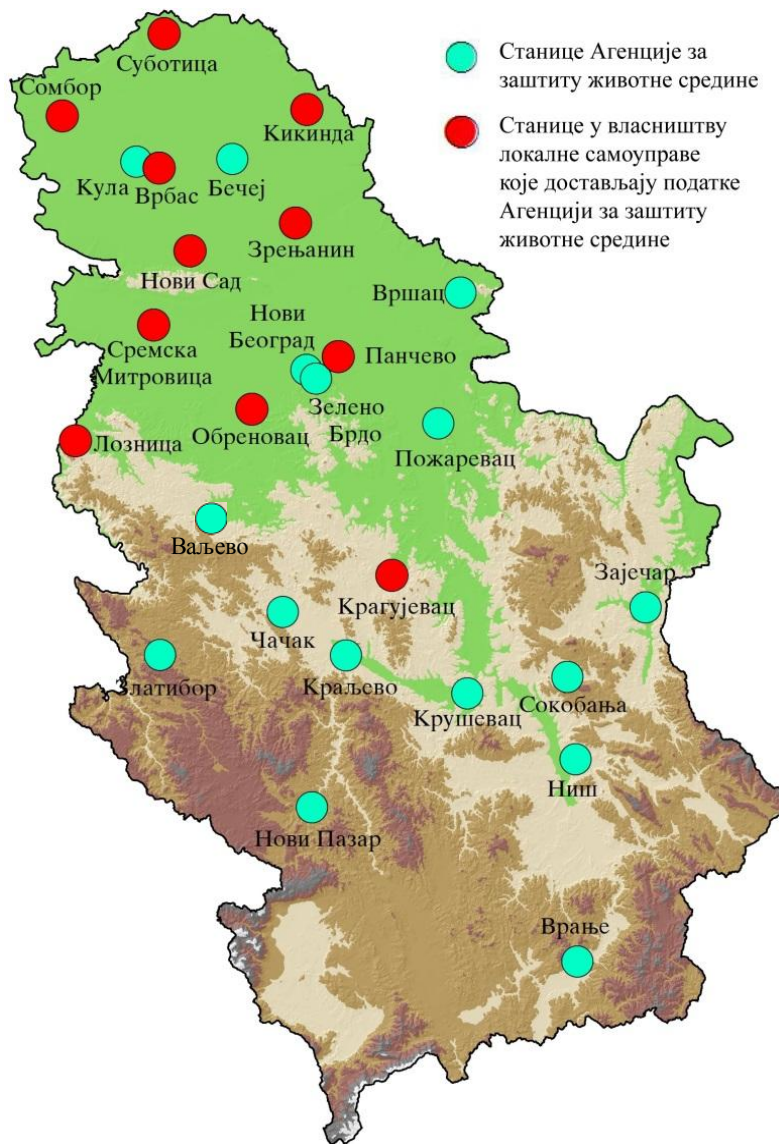 Суботица
Станице Агенције за
заштиту животне средине
Сомбор
Кикинда
Станице у власништву
локалне самоуправе
које достављају податке
Агенцији за заштиту
животне средине
Кула
Врбас
Бечеј
Зрењанин
Нови Сад
Вршац
Нови
Београд
Сремска
Митровица
Панчево
Зелено
Брдо
Обреновац
Лозница
Пожаревац
Ваљево
Зајечар
Крагујевац
Чачак
Златибор
Краљево
Крушевац
Сокобања
Ниш
Нови Пазар
Врање